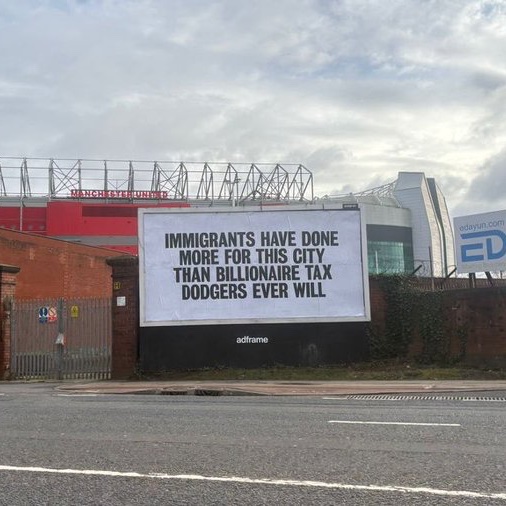 MANCHESTER UNITED
IMMIGRANTS HAVE DONE
MORE FOR THIS CITY
THAN BILLIONAIRE TAX
DODGERS EVER WILL
adframe
edayun.com
ED